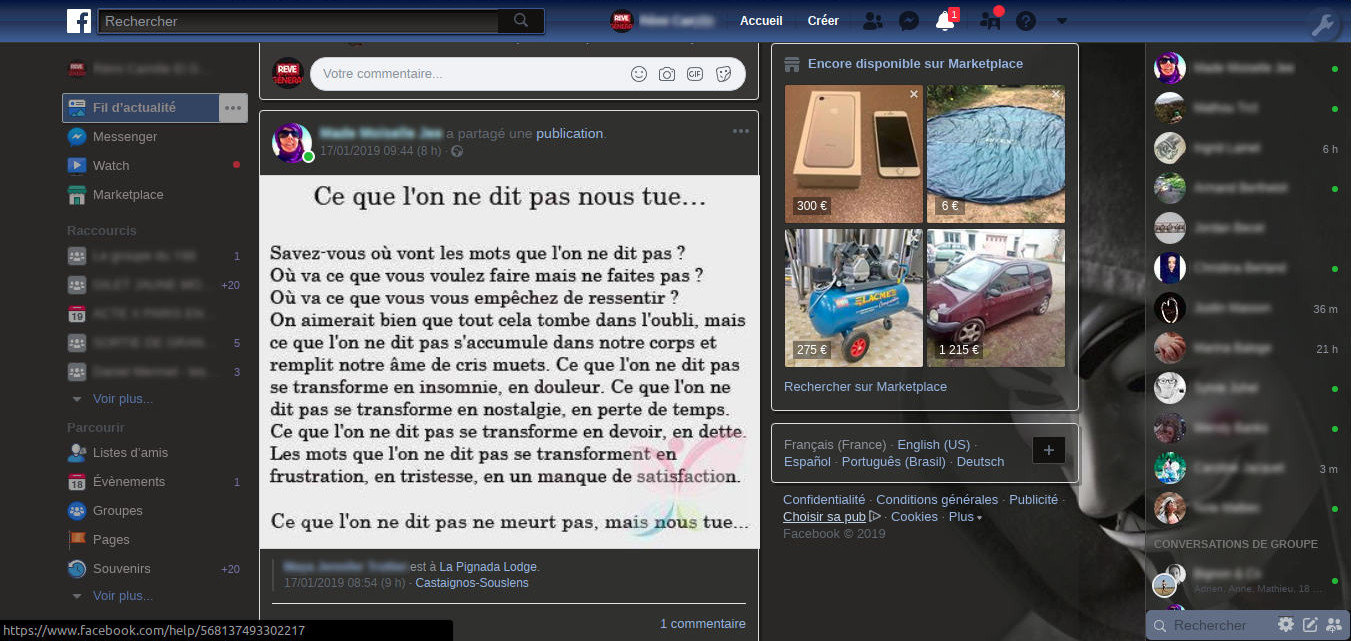 Rechercher
Accueil
Créer
1
Fil d'actualité
Messenger
Watch
Marketplace
Raccourcis
1
+20
19
5
3
Voir plus...
Parcourir
Listes d'amis
18 Évènements 1
Groupes
Pages
Souvenirs +20
Voir plus...
https://www.facebook.com/help/568137493302217
REVE GENERAL
Votre commentaire...
GIF
a partagé une publication.
17/01/2019 09:44 (8 h) ·
Ce que l'on ne dit pas nous tue...
Savez-vous où vont les mots que l'on ne dit pas ?
Où va ce que vous voulez faire mais ne faites pas ?
Où va ce que vous vous empêchez de ressentir ?
On aimerait bien que tout cela tombe dans l'oubli, mais
ce que l'on ne dit pas s'accumule dans notre corps et
remplit notre âme de cris muets. Ce que l'on ne dit pas
se transforme en insomnie, en douleur. Ce que l'on ne
dit pas se transforme en nostalgie, en perte de temps.
Ce que l'on ne dit pas se transforme en devoir, en dette.
Les mots que l'on ne dit pas se transforment en
frustration, en tristesse, en un manque de satisfaction.
Ce que l'on ne dit pas ne meurt pas, mais nous tue...
est à La Pignada Lodge.
17/01/2019 08:54 (9 h) · Castaignos-Souslens
1 commentaire
Encore disponible sur Marketplace
300 €
6 €
LACME
275 €
1 215 €
Rechercher sur Marketplace
Français (France) · English (US) ·
Español · Português (Brasil) · Deutsch
Confidentialité · Conditions générales · Publicité ·
Choisir sa pub · Cookies · Plus
Facebook © 2019
6 h
36 m
21 h
3 m
CONVERSATIONS DE GROUPE
Adrien, Anne, Mathieu, 18 ...
Rechercher